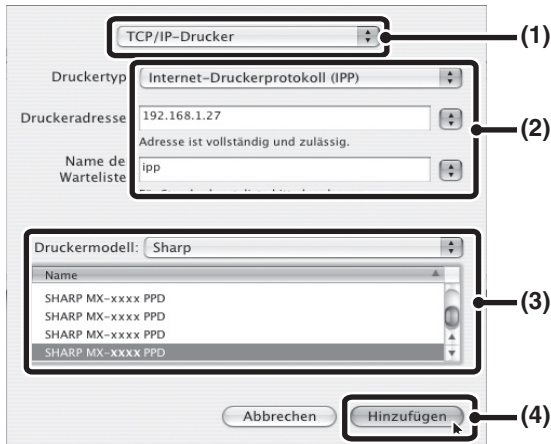 TCP/IP-Drucker
(1)
Druckertyp Internet-Druckerprotokoll (IPP)
Druckeradresse 192.168.1.27
(2)
Adresse ist vollständig und zulässig.
Name de
Warteliste
ipp
Druckermodell: Sharp
Name
SHARP MX-xxxx PPD
SHARP MX-xxxx PPD
(3)
SHARP MX-xxxx PPD
SHARP MX-xxxx PPD
Abbrechen Hinzufügen (4)